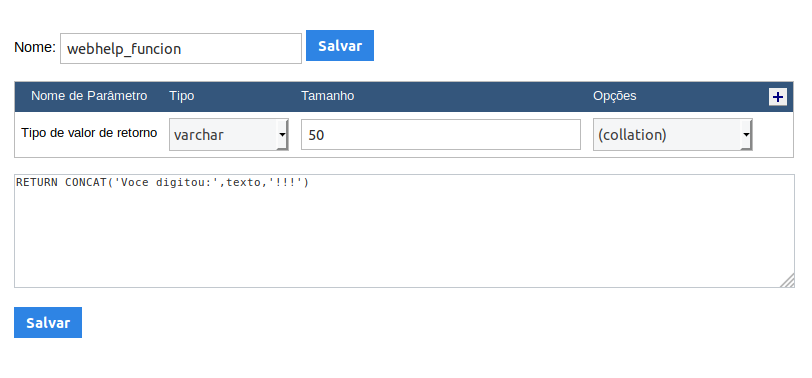 Nome: webhelp_funcion Salvar
Nome de Parâmetro Tipo Tamanho Opções +
Tipo de valor de retorno varchar 50 (collation)
RETURN CONCAT('Voce digitou:',texto,'!!!')
Salvar